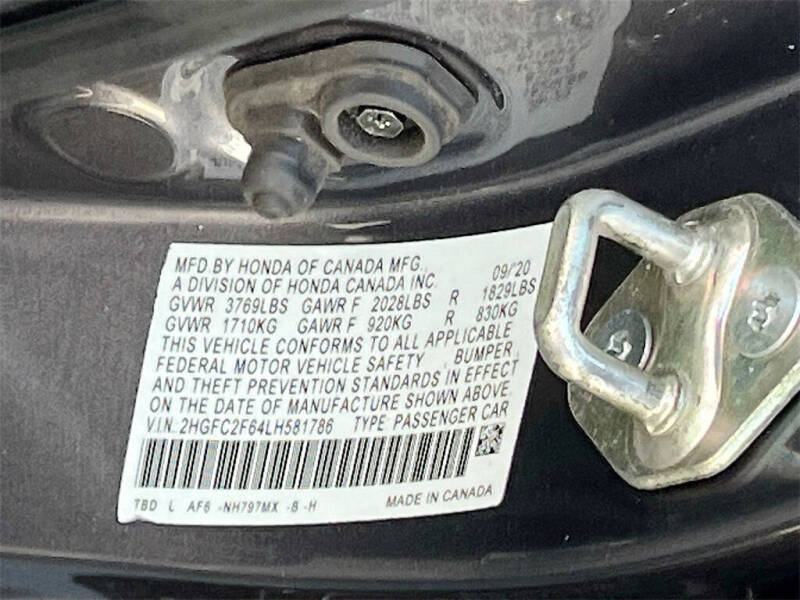 MFD.BY HONDA OF CANADA MFG., 09/'20
A DIVISION OF HONDA CANADA INC.
GVWR 3769LBS GAWR F 2028LBS R 1829LBS
GVWR 1710KG GAWR F 920KG R 830KG
THIS VEHICLE CONFORMS TO ALL APPLICABLE
FEDERAL MOTOR VEHICLE SAFETY , BUMPER ,
AND THEFT PREVENTION STANDARDS IN EFFECT
ON THE DATE OF MANUFACTURE SHOWN ABOVE.
V.I.N.:2HGFC2F64LH581786 TYPE:PASSENGER CAR
TBD L AF6 -NH797MX -B -H MADE IN CANADA